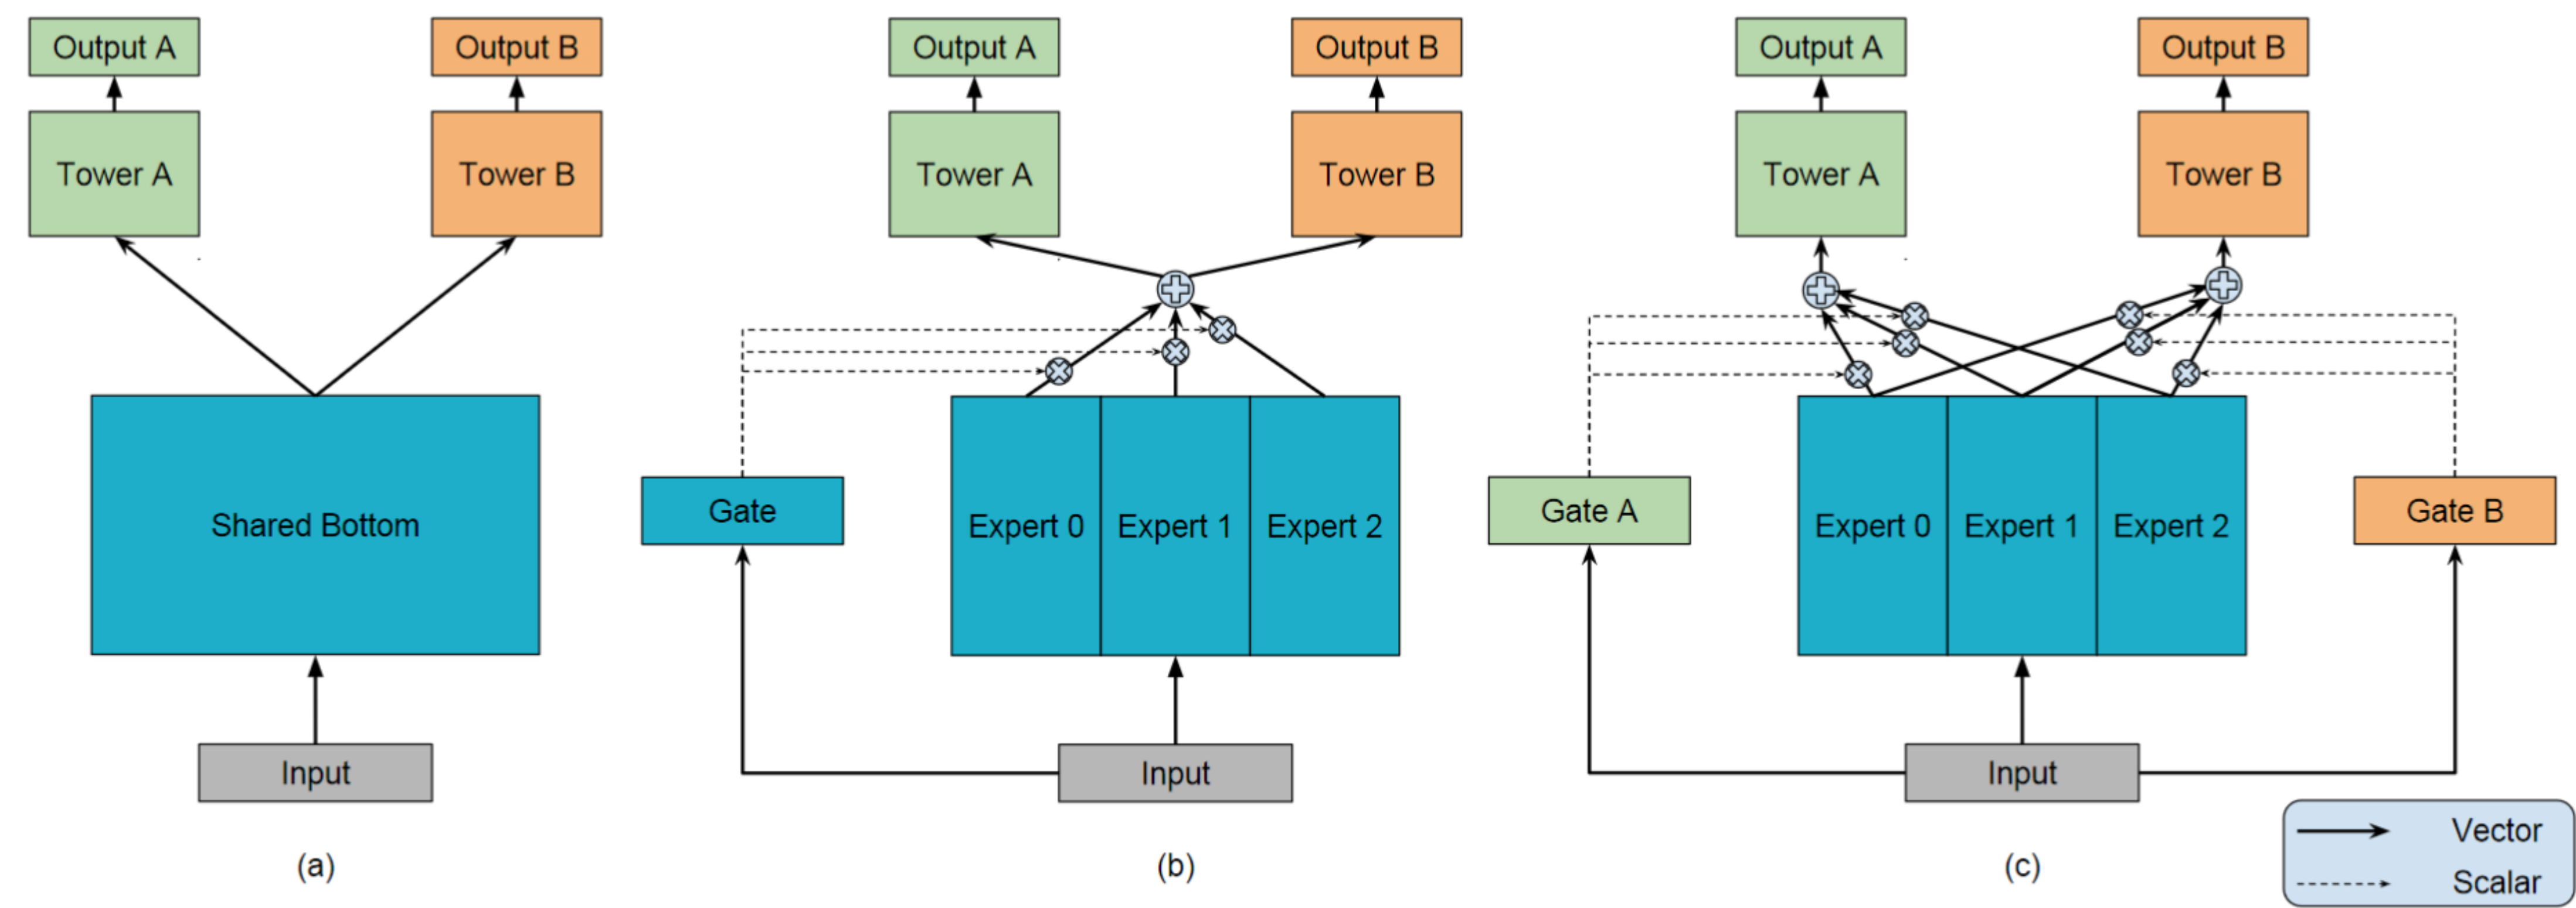 Output A
Output B
Tower A
Tower B
Shared Bottom
Input
(a)
Output A
Output B
Tower A
Tower B
Gate
Expert 0
Expert 1
Expert 2
Input
(b)
Output A
Output B
Tower A
Tower B
Gate A
Expert 0
Expert 1
Expert 2
Gate B
Input
(c)
Vector
Scalar